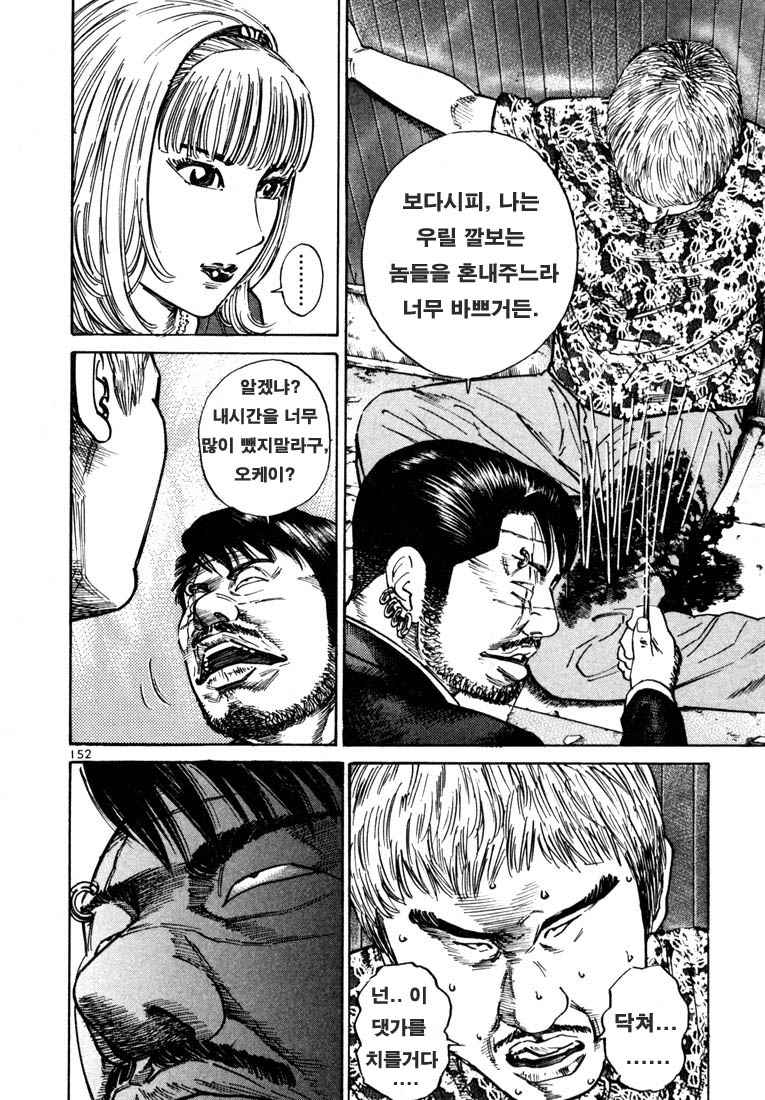 보다시피, 나는
우릴 깔보는
놈들을 혼내주느라
너무 바쁘거든.
......
알겠냐?
내시간을 너무
많이 뺐지말라구,
오케이?
152
닥쳐...
......
넌.. 이
댓가를
치를거다
....